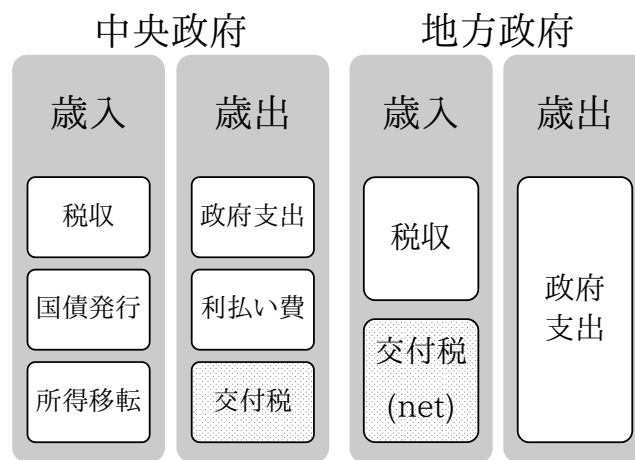 中央政府
地方政府
歳入
歳出
歳入
歳出
税収
国債発行
所得移転
政府支出
利払い費
交付税
税収
交付税
(net)
政府
支出